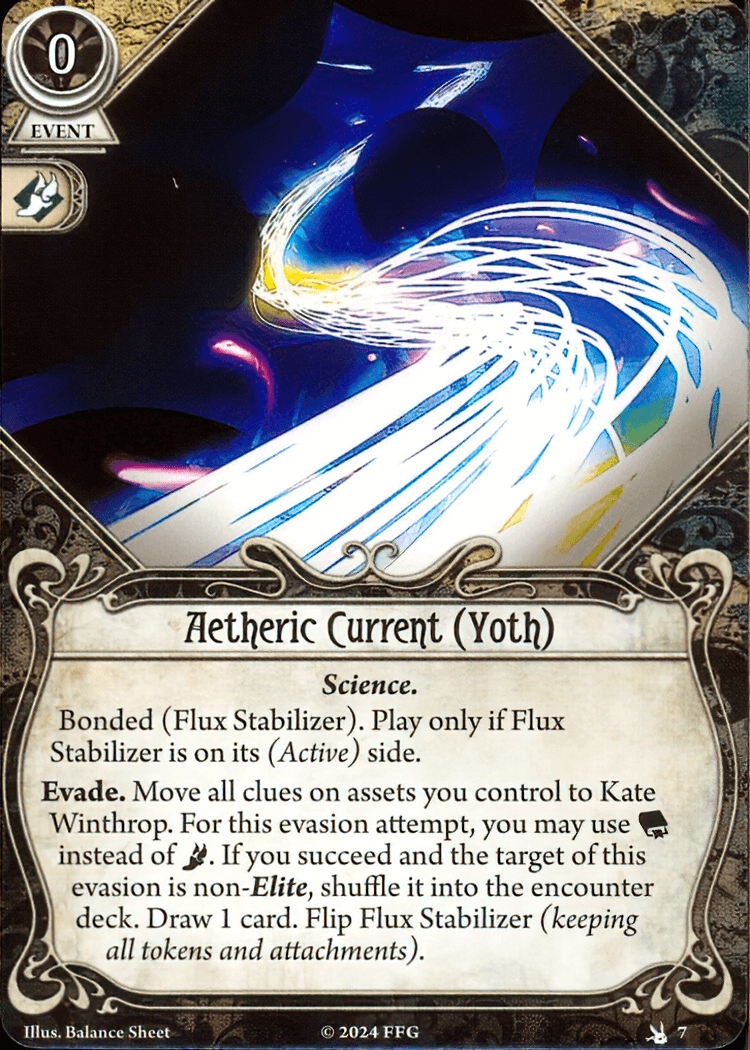 0
EVENT
Aetheric Current (Yoth)
Science.
Bonded (Flux Stabilizer). Play only if Flux
Stabilizer is on its (Active) side.
Evade. Move all clues on assets you control to Kate
Winthrop. For this evasion attempt, you may use
instead of . If you succeed and the target of this
evasion is non-Elite, shuffle it into the encounter
deck. Draw 1 card. Flip Flux Stabilizer (keeping
all tokens and attachments).
Illus. Balance Sheet © 2024 FFG 7